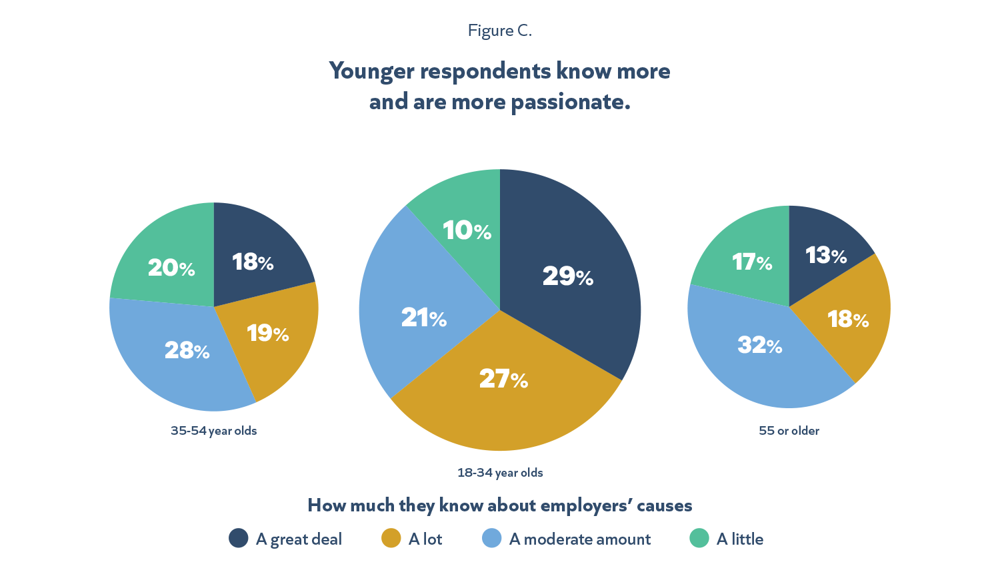 Figure C.
Younger respondents know more
and are more passionate.
20%
18%
28%
19%
35-54 year olds
10%
29%
21%
27%
18-34 year olds
17%
13%
32%
18%
55 or older
How much they know about employers’ causes
A great deal
A lot
A moderate amount
A little